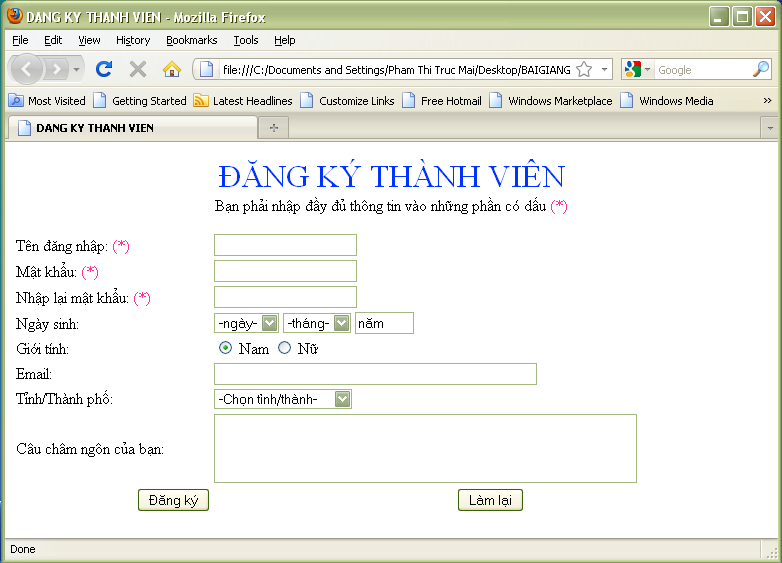 DANG KY THANH VIEN - Mozilla Firefox
File Edit View History Bookmarks Tools Help
file:///C:/Documents and Settings/Pham Thi Truc Mai/Desktop/BAIGIANG Google
Most Visited Getting Started Latest Headlines Customize Links Free Hotmail Windows Marketplace Windows Media »
DANG KY THANH VIEN
ĐĂNG KÝ THÀNH VIÊN
Bạn phải nhập đầy đủ thông tin vào những phần có dấu (*)
Tên đăng nhập: (*)
Mật khẩu: (*)
Nhập lại mật khẩu: (*)
Ngày sinh: -ngày- -tháng- năm
Giới tính: Nam Nữ
Email:
Tỉnh/Thành phố: -Chọn tỉnh/thành-
Câu châm ngôn của bạn:
Đăng ký Làm lại
Done